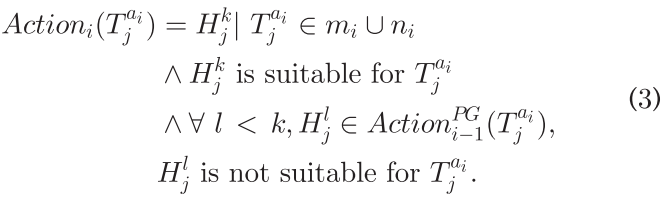 Action_i(T_j^{a_i}) = H_j^k | T_j^{a_i} ∈ m_i ∪ n_i
∧ H_j^k is suitable for T_j^{a_i}
∧ ∀ l < k, H_j^l ∈ Action_{i−1}^{PG}(T_j^{a_i}), (3)
H_j^l is not suitable for T_j^{a_i}.